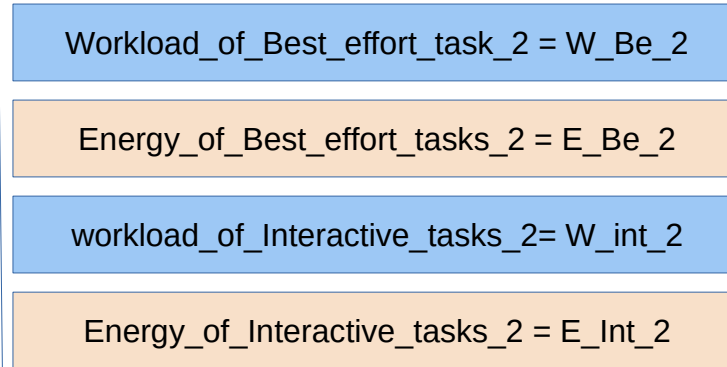 Workload_of_Best_effort_task_2 = W_Be_2
Energy_of_Best_effort_tasks_2 = E_Be_2
workload_of_Interactive_tasks_2= W_int_2
Energy_of_Interactive_tasks_2 = E_Int_2